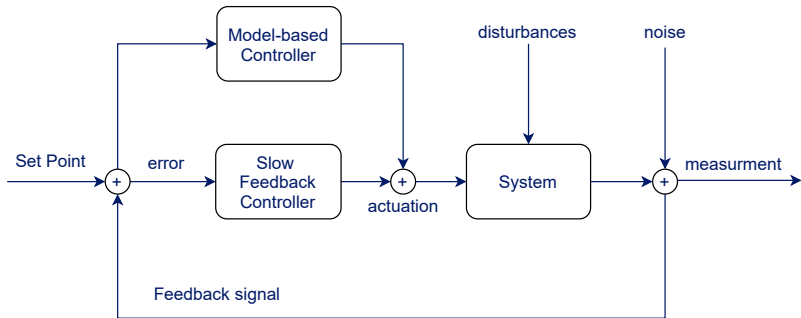 Model-based
Controller
disturbances
noise
Set Point
error
Slow
Feedback
Controller
+
+
actuation
System
+
measurment
Feedback signal